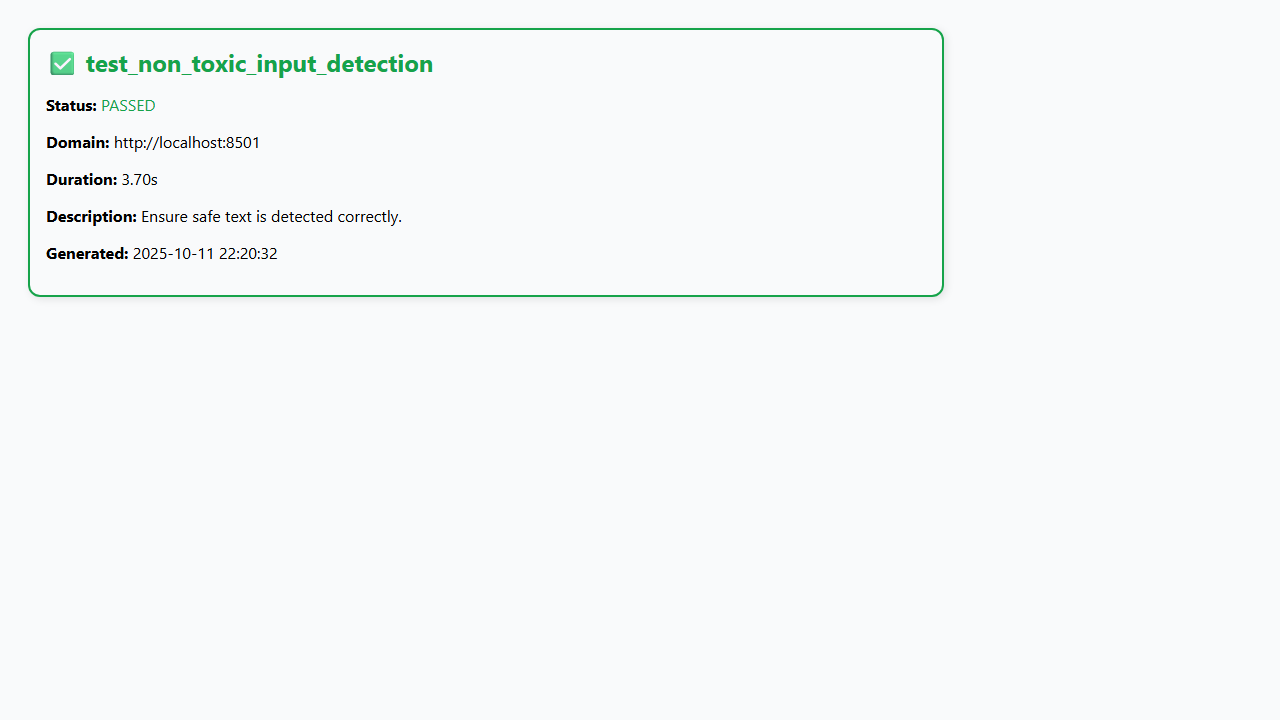 ✅ test_non_toxic_input_detection
Status: PASSED
Domain: http://localhost:8501
Duration: 3.70s
Description: Ensure safe text is detected correctly.
Generated: 2025-10-11 22:20:32